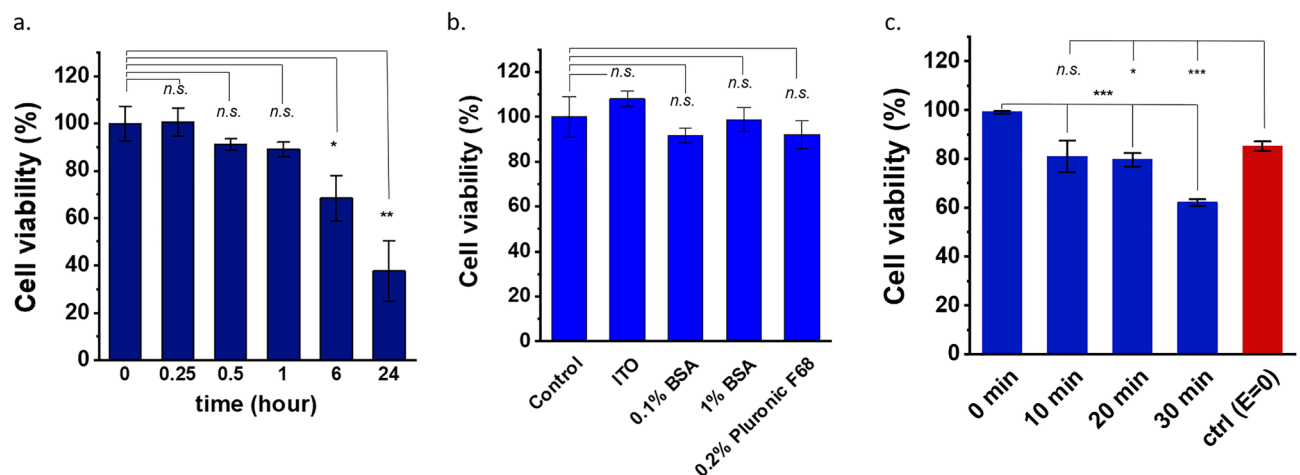 a.
Cell viability (%)
120
100
80
60
40
20
0
n.s.
n.s.
n.s.
*
**
0 0.25 0.5 1 6 24
time (hour)
b.
Cell viability (%)
120
100
80
60
40
20
0
n.s.
n.s.
n.s.
n.s.
Control
ITO
0.1% BSA
1% BSA
0.2% Pluronic F68
c.
Cell viability (%)
120
100
80
60
40
20
0
n.s. * ***
***
0 min
10 min
20 min
30 min
ctrl (E=0)